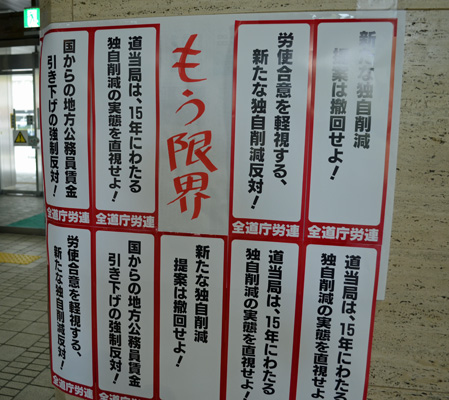 新たな独自削減
提案は撤回せよ！
労使合意を軽視する、
新たな独自削減反対！
全道庁労連
もう限界
道当局は、15年にわたる
独自削減の実態を直視せよ！
全道庁労連
国からの地方公務員賃金
引き下げの強制反対！
全道庁労連
道当局は、15年にわたる
独自削減の実態を直視せよ！
道当局は、15年にわたる
独自削減の実態を直視せよ！
新たな独自削減
提案は撤回せよ！
国からの地方公務員賃金
引き下げの強制反対！
労使合意を軽視する、
新たな独自削減反対！
全道庁労連